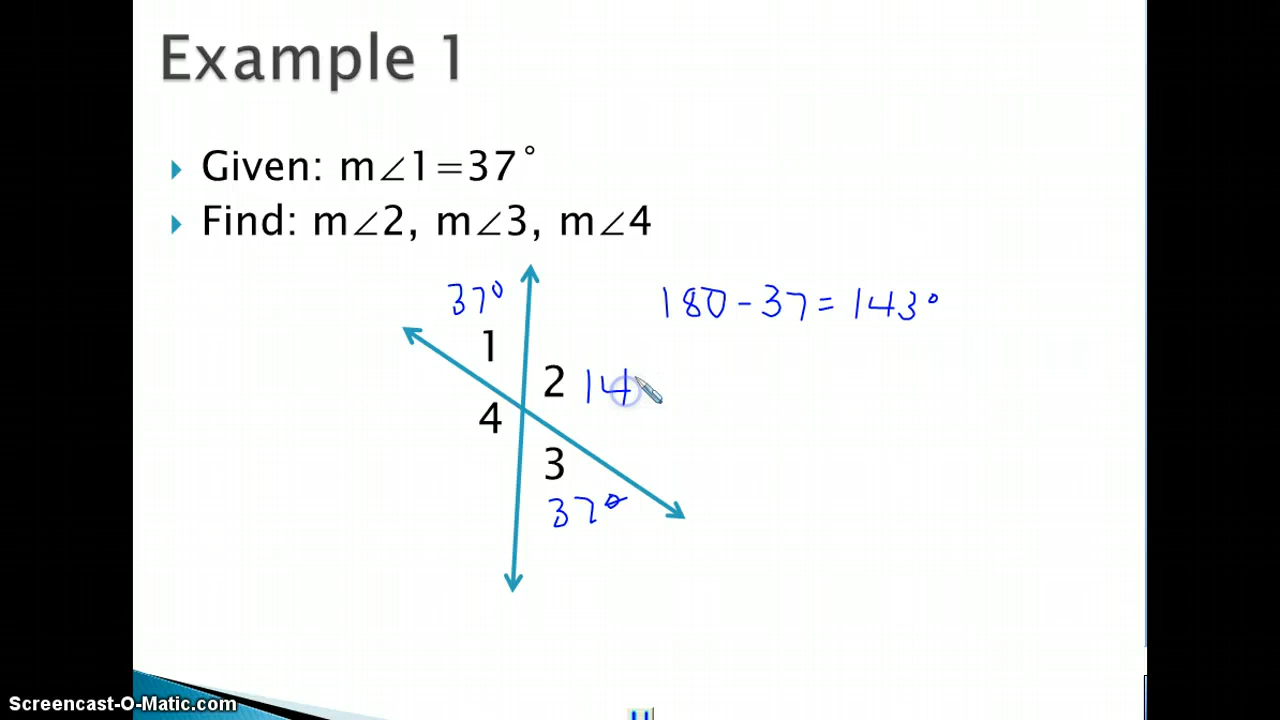 Example 1
Given: m∠1=37°
Find: m∠2, m∠3, m∠4
37°
180-37=143°
1
2 14
4
3
37°
Screencast-O-Matic.com